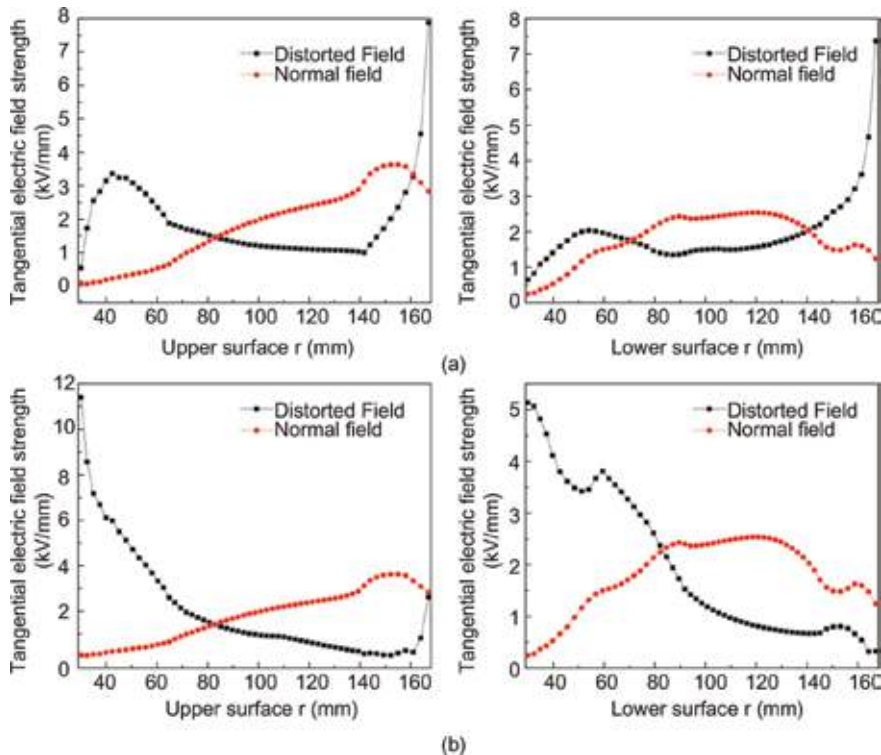 Tangential electric field strength
(kV/mm)
8
7
6
5
4
3
2
1
0
Distorted Field
Normal field
40 60 80 100 120 140 160
Upper surface r (mm)
Tangential electric field strength
(kV/mm)
8
7
6
5
4
3
2
1
0
Distorted Field
Normal field
40 60 80 100 120 140 160
Lower surface r (mm)
(a)
Tangential electric field strength
(kV/mm)
12
10
8
6
4
2
0
Distorted Field
Normal field
40 60 80 100 120 140 160
Upper surface r (mm)
Tangential electric field strength
(kV/mm)
5
4
3
2
1
0
Distorted Field
Normal field
40 60 80 100 120 140 160
Lower surface r (mm)
(b)